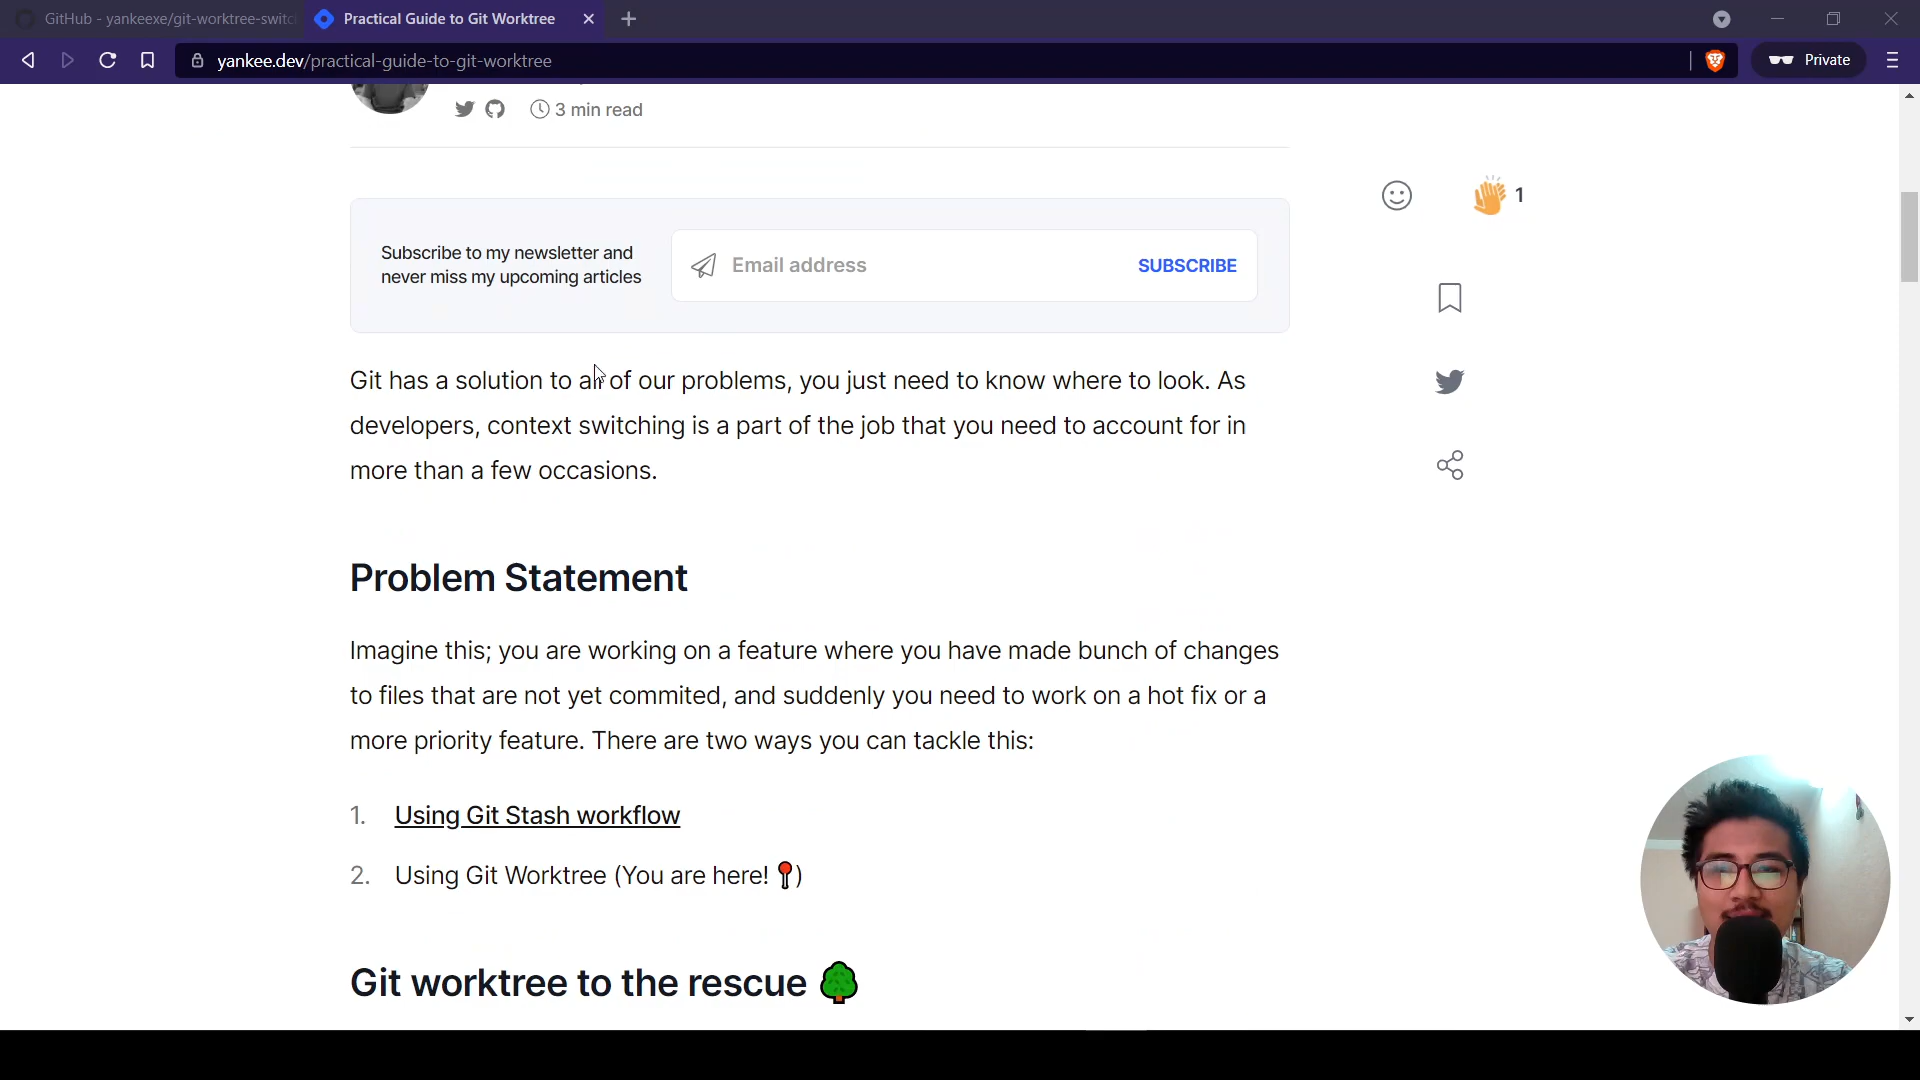 GitHub - yankeexe/git-worktree-switc
Practical Guide to Git Worktree
yankee.dev/practical-guide-to-git-worktree
Private
3 min read
1
Subscribe to my newsletter and
never miss my upcoming articles
Email address
SUBSCRIBE
Git has a solution to all of our problems, you just need to know where to look. As
developers, context switching is a part of the job that you need to account for in
more than a few occasions.
Problem Statement
Imagine this; you are working on a feature where you have made bunch of changes
to files that are not yet commited, and suddenly you need to work on a hot fix or a
more priority feature. There are two ways you can tackle this:
1. Using Git Stash workflow
2. Using Git Worktree (You are here! 📍)
Git worktree to the rescue 🌳